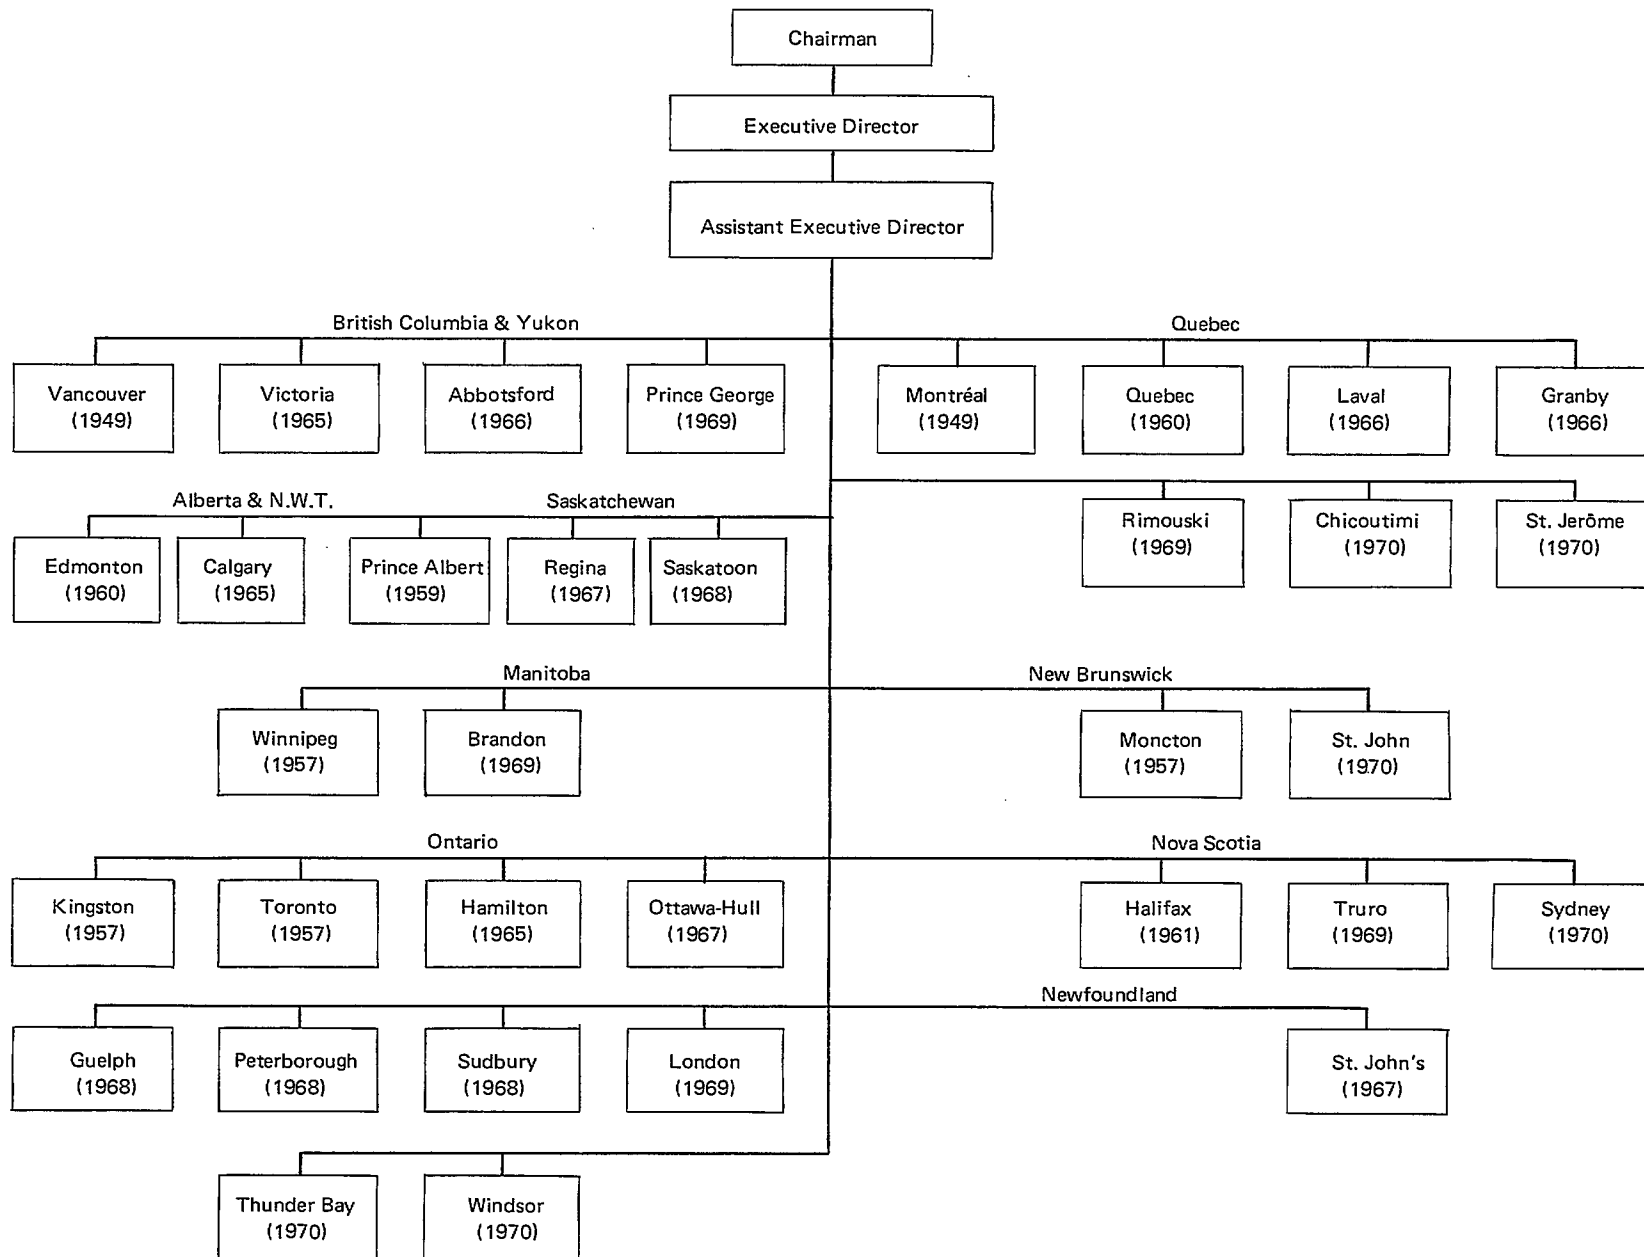 Chairman
Executive Director
Assistant Executive Director
British Columbia & Yukon
Quebec
Vancouver
(1949)
Victoria
(1965)
Abbotsford
(1966)
Prince George
(1969)
Montréal
(1949)
Quebec
(1960)
Laval
(1966)
Granby
(1966)
Rimouski
(1969)
Chicoutimi
(1970)
St. Jerōme
(1970)
Alberta & N.W.T.
Saskatchewan
Edmonton
(1960)
Calgary
(1965)
Prince Albert
(1959)
Regina
(1967)
Saskatoon
(1968)
Manitoba
New Brunswick
Winnipeg
(1957)
Brandon
(1969)
Moncton
(1957)
St. John
(1970)
Ontario
Nova Scotia
Kingston
(1957)
Toronto
(1957)
Hamilton
(1965)
Ottawa-Hull
(1967)
Halifax
(1961)
Truro
(1969)
Sydney
(1970)
Newfoundland
Guelph
(1968)
Peterborough
(1968)
Sudbury
(1968)
London
(1969)
St. John's
(1967)
Thunder Bay
(1970)
Windsor
(1970)